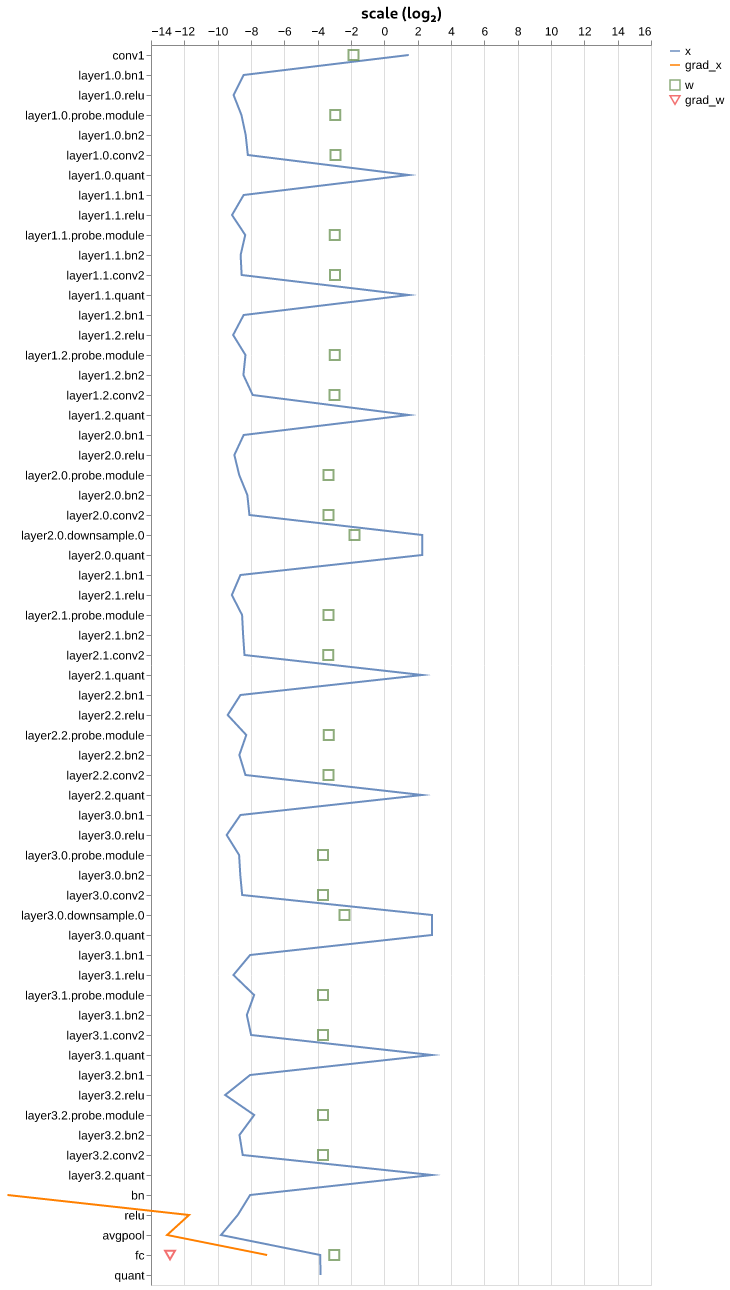 scale (log₂)
−14 −12 −10 −8 −6 −4 −2 0 2 4 6 8 10 12 14 16
x
grad_x
w
grad_w
conv1
layer1.0.bn1
layer1.0.relu
layer1.0.probe.module
layer1.0.bn2
layer1.0.conv2
layer1.0.quant
layer1.1.bn1
layer1.1.relu
layer1.1.probe.module
layer1.1.bn2
layer1.1.conv2
layer1.1.quant
layer1.2.bn1
layer1.2.relu
layer1.2.probe.module
layer1.2.bn2
layer1.2.conv2
layer1.2.quant
layer2.0.bn1
layer2.0.relu
layer2.0.probe.module
layer2.0.bn2
layer2.0.conv2
layer2.0.downsample.0
layer2.0.quant
layer2.1.bn1
layer2.1.relu
layer2.1.probe.module
layer2.1.bn2
layer2.1.conv2
layer2.1.quant
layer2.2.bn1
layer2.2.relu
layer2.2.probe.module
layer2.2.bn2
layer2.2.conv2
layer2.2.quant
layer3.0.bn1
layer3.0.relu
layer3.0.probe.module
layer3.0.bn2
layer3.0.conv2
layer3.0.downsample.0
layer3.0.quant
layer3.1.bn1
layer3.1.relu
layer3.1.probe.module
layer3.1.bn2
layer3.1.conv2
layer3.1.quant
layer3.2.bn1
layer3.2.relu
layer3.2.probe.module
layer3.2.bn2
layer3.2.conv2
layer3.2.quant
bn
relu
avgpool
fc
quant